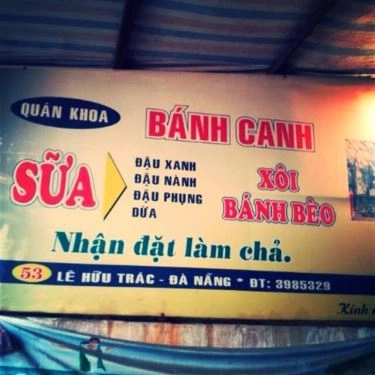 QUÁN KHOA
BÁNH CANH
SỮA
ĐẬU XANH
ĐẬU NÀNH
ĐẬU PHỤNG
DỪA
XÔI
BÁNH BÈO
Nhận đặt làm chả.
53 LÊ HỮU TRÁC - ĐÀ NẴNG * ĐT: 3985329
Kính